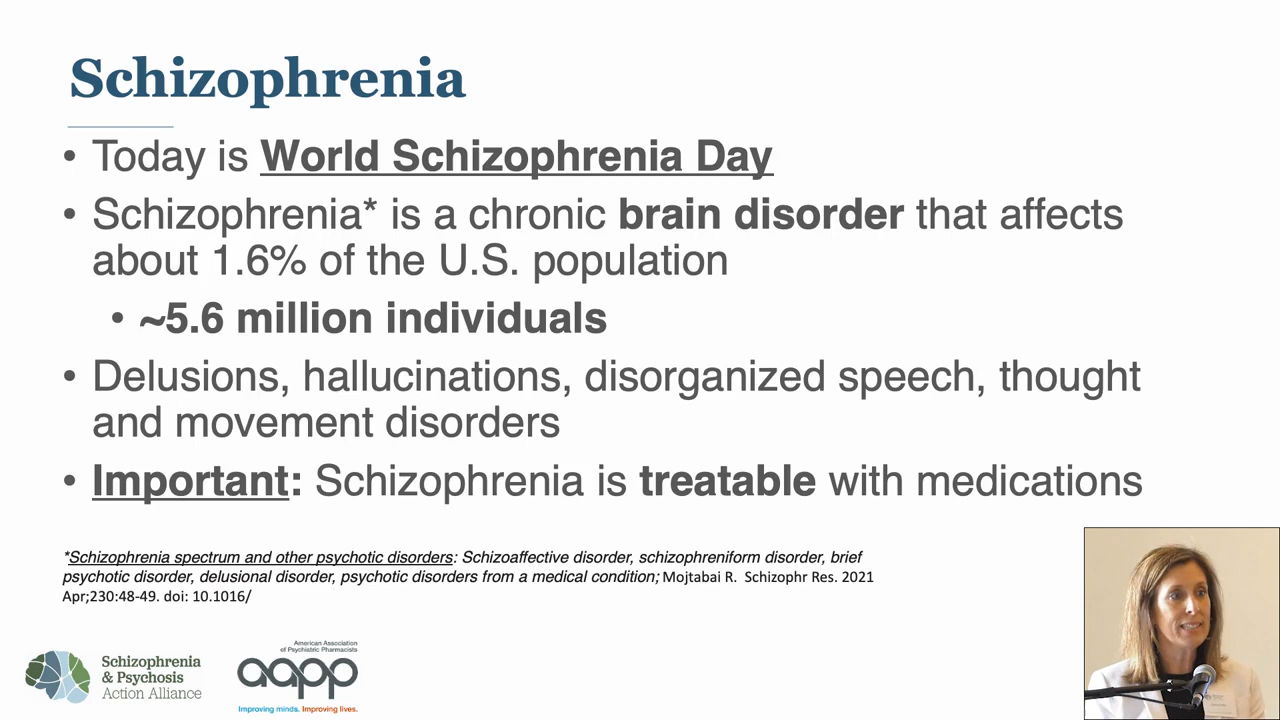 Schizophrenia
• Today is World Schizophrenia Day
• Schizophrenia* is a chronic brain disorder that affects
about 1.6% of the U.S. population
• ~5.6 million individuals
• Delusions, hallucinations, disorganized speech, thought
and movement disorders
• Important: Schizophrenia is treatable with medications
*Schizophrenia spectrum and other psychotic disorders: Schizoaffective disorder, schizophreniform disorder, brief
psychotic disorder, delusional disorder, psychotic disorders from a medical condition; Mojtabai R. Schizophr Res. 2021
Apr;230:48-49. doi: 10.1016/
Schizophrenia
& Psychosis
Action Alliance
American Association
of Psychiatric Pharmacists
aapp
Improving minds. Improving lives.